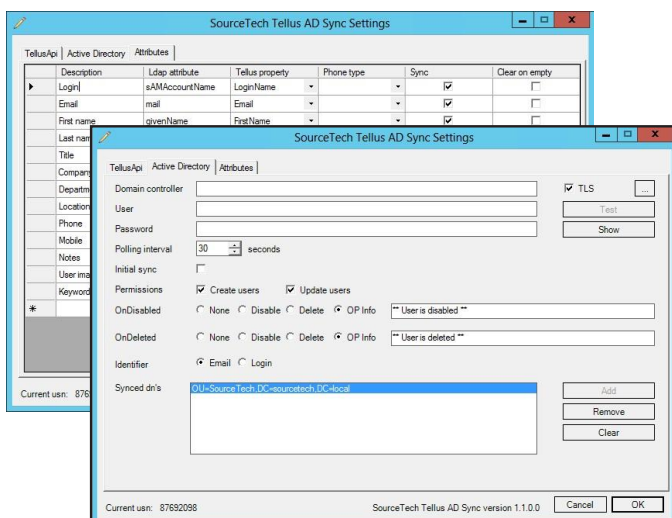 SourceTech Tellus AD Sync Settings
TellusApi Active Directory Attributes
Description Ldap attribute Tellus property Phone type Sync Clear on empty
Login sAMAccountName LoginName
Email mail Email
First name givenName FirstName
Last nam
Title
Company
Departm
Location
Phone
Mobile
Notes
User ima
Keyword
Current usn: 876
SourceTech Tellus AD Sync Settings
TellusApi Active Directory Attributes
Domain controller TLS ...
User Test
Password Show
Polling interval 30 seconds
Initial sync
Permissions Create users Update users
OnDisabled None Disable Delete OP Info ** User is disabled **
OnDeleted None Disable Delete OP Info ** User is deleted **
Identifier Email Login
Synced dn's OU=SourceTech,DC=sourcetech,DC=local Add
Remove
Clear
Current usn: 87692098 SourceTech Tellus AD Sync version 1.1.0.0 Cancel OK